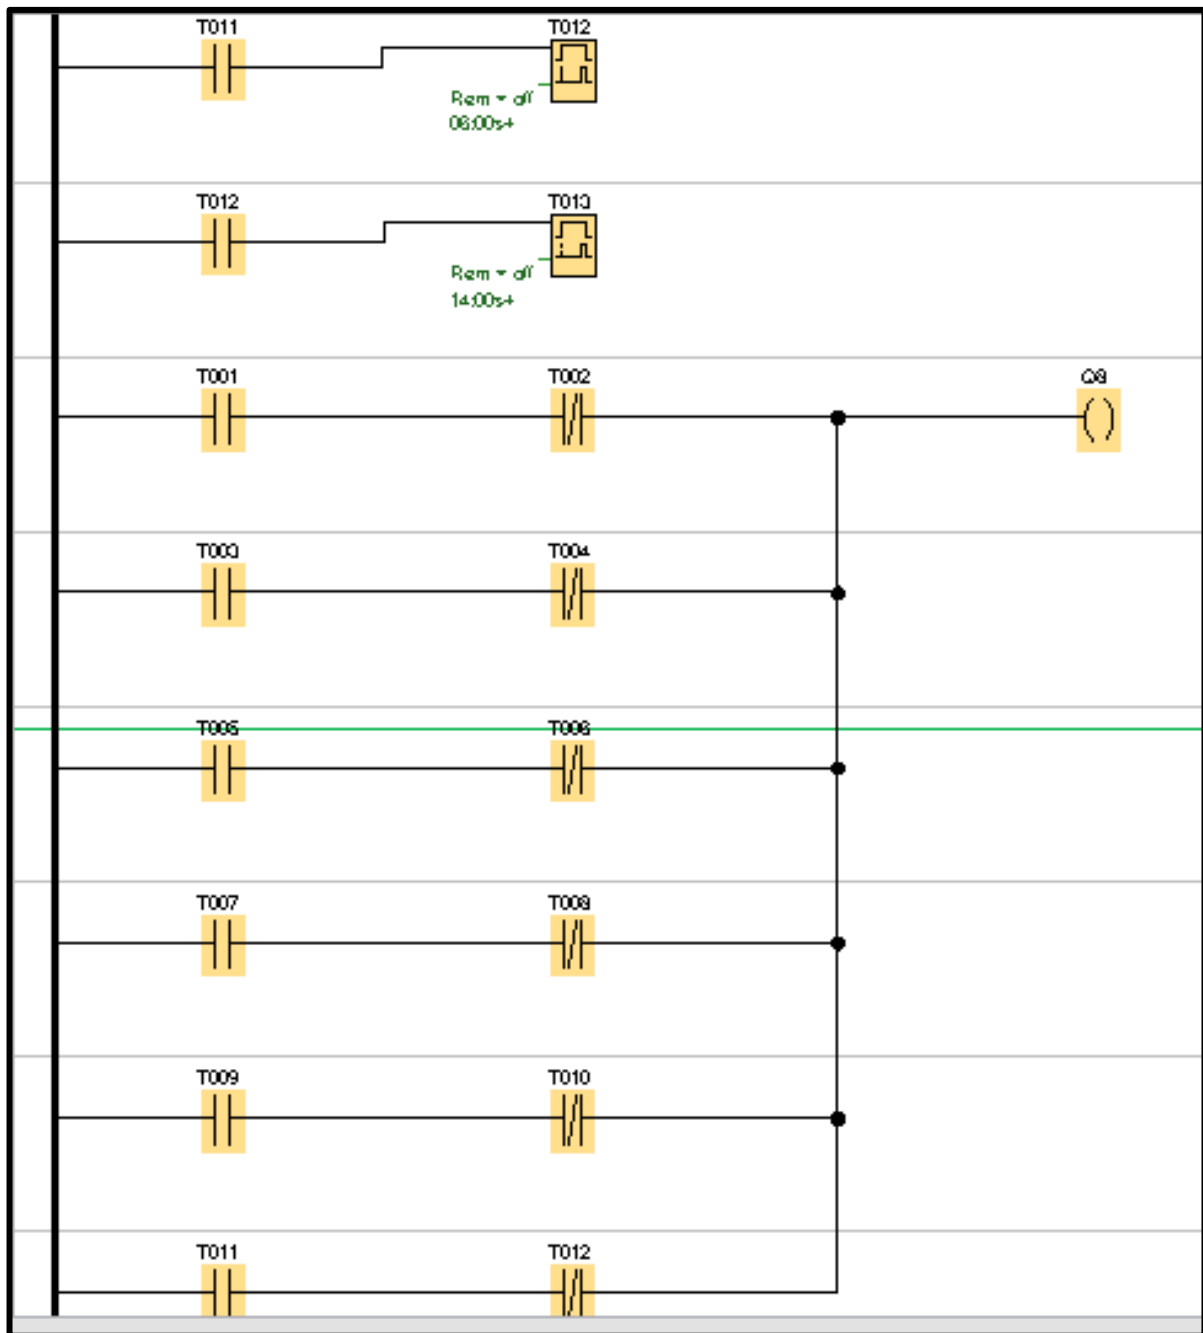 T011 T012
Rem = off
06:00s+
T012 T013
Rem = off
14:00s+
T001 T002 Q8
T003 T004
T005 T006
T007 T008
T009 T010
T011 T012